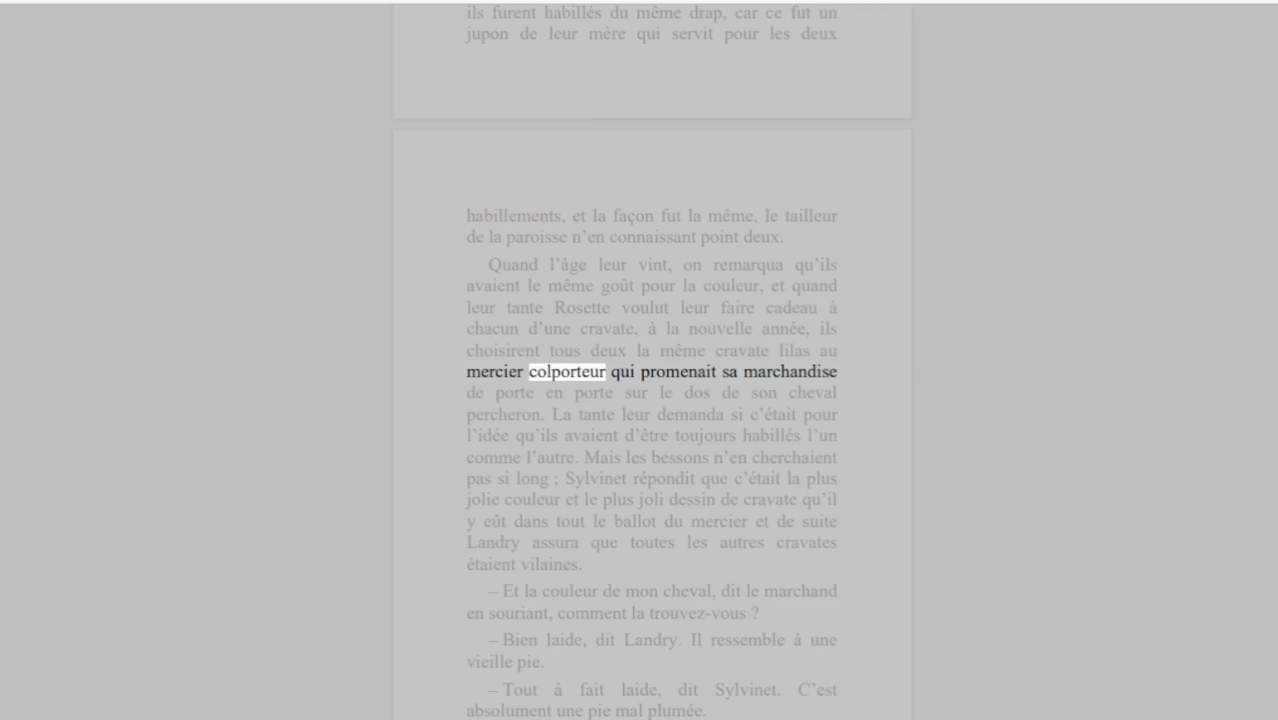 ils furent habillés du même drap, car ce fut un
jupon de leur mère qui servit pour les deux
habillements, et la façon fut la même, le tailleur
de la paroisse n’en connaissant point deux.
Quand l’âge leur vint, on remarqua qu’ils
avaient le même goût pour la couleur, et quand
leur tante Rosette voulut leur faire cadeau à
chacun d’une cravate, à la nouvelle année, ils
choisirent tous deux la même cravate lilas au
mercier colporteur qui promenait sa marchandise
de porte en porte sur le dos de son cheval
percheron. La tante leur demanda si c’était pour
l’idée qu’ils avaient d’être toujours habillés l’un
comme l’autre. Mais les bessons n’en cherchaient
pas si long ; Sylvinet répondit que c’était la plus
jolie couleur et le plus joli dessin de cravate qu’il
y eût dans tout le ballot du mercier et de suite
Landry assura que toutes les autres cravates
étaient vilaines.
– Et la couleur de mon cheval, dit le marchand
en souriant, comment la trouvez-vous ?
– Bien laide, dit Landry. Il ressemble à une
vieille pie.
– Tout à fait laide, dit Sylvinet. C’est
absolument une pie mal plumée.